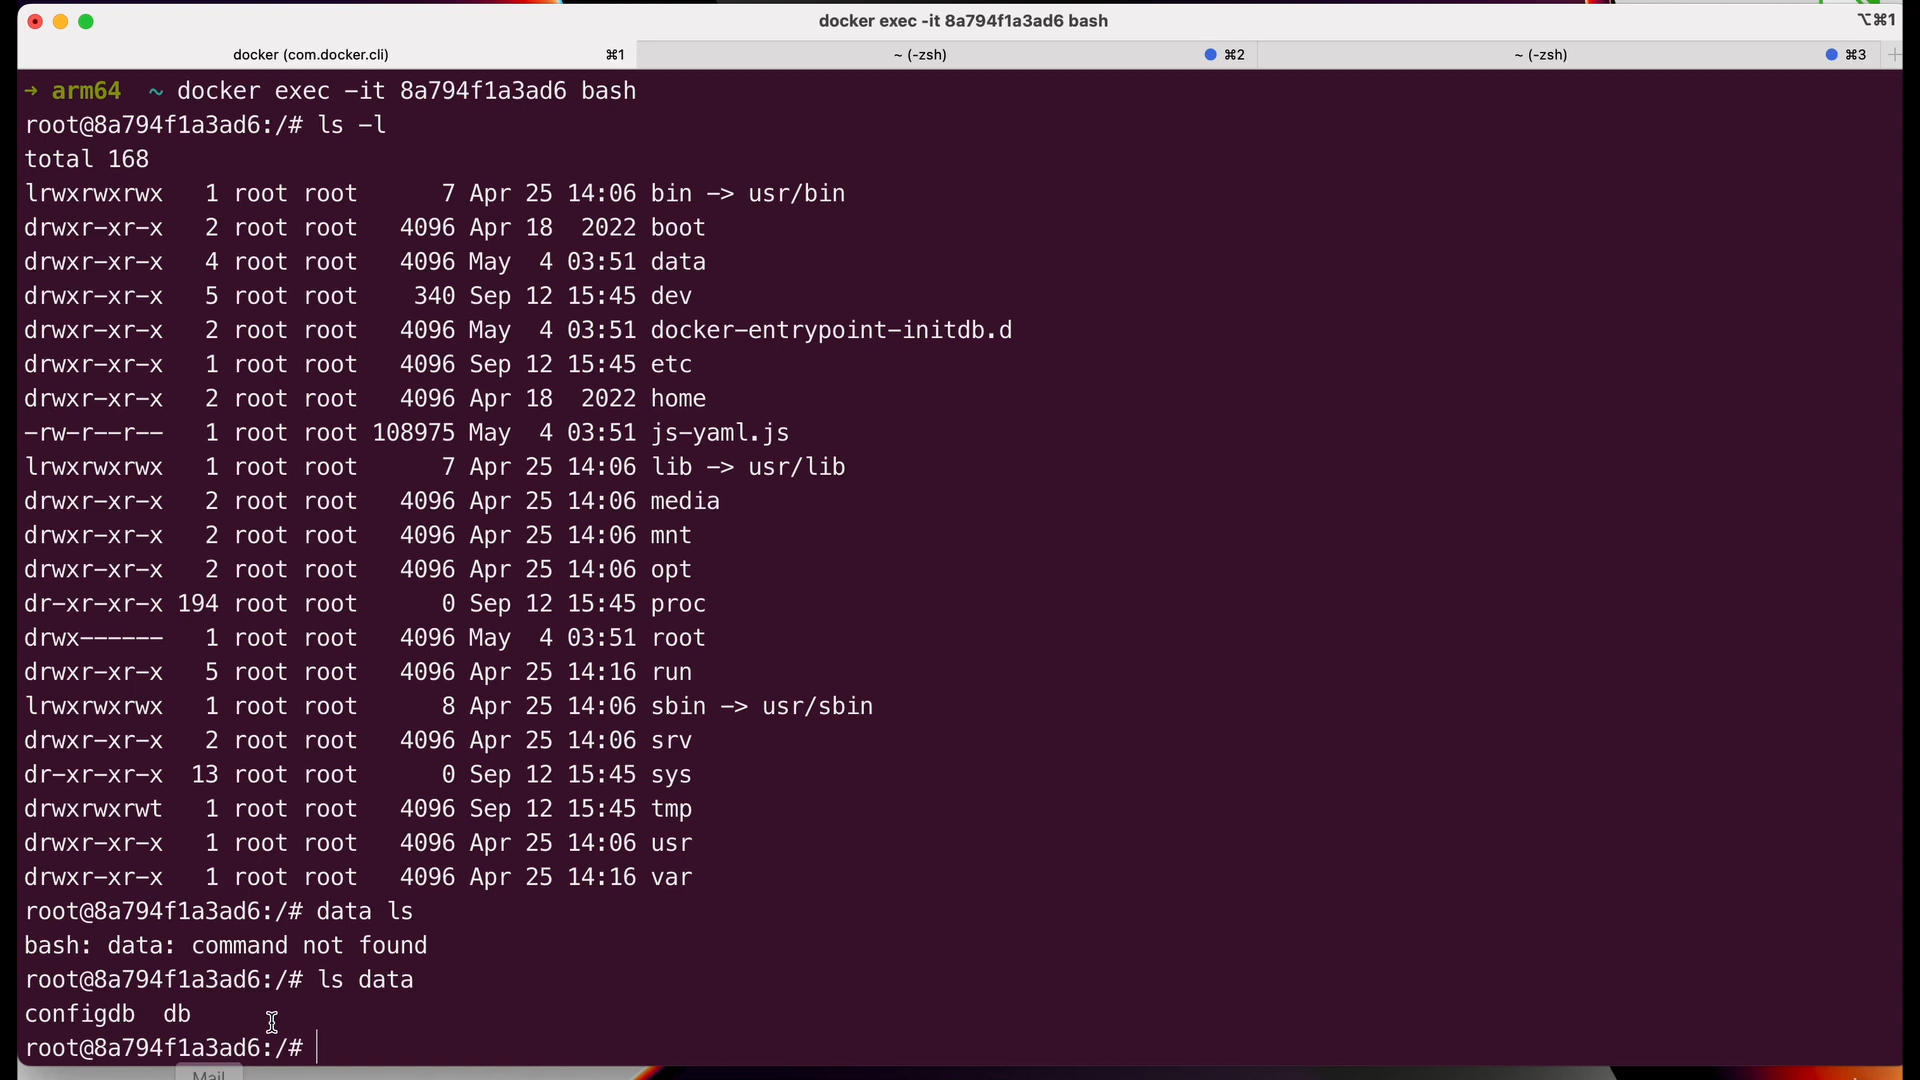 docker exec -it 8a794f1a3ad6 bash
⌥⌘1
docker (com.docker.cli) ⌘1 ~ (-zsh) ⌘2 ~ (-zsh) ⌘3
→ arm64 ~ docker exec -it 8a794f1a3ad6 bash
root@8a794f1a3ad6:/# ls -l
total 168
lrwxrwxrwx 1 root root 7 Apr 25 14:06 bin -> usr/bin
drwxr-xr-x 2 root root 4096 Apr 18 2022 boot
drwxr-xr-x 4 root root 4096 May 4 03:51 data
drwxr-xr-x 5 root root 340 Sep 12 15:45 dev
drwxr-xr-x 2 root root 4096 May 4 03:51 docker-entrypoint-initdb.d
drwxr-xr-x 1 root root 4096 Sep 12 15:45 etc
drwxr-xr-x 2 root root 4096 Apr 18 2022 home
-rw-r--r-- 1 root root 108975 May 4 03:51 js-yaml.js
lrwxrwxrwx 1 root root 7 Apr 25 14:06 lib -> usr/lib
drwxr-xr-x 2 root root 4096 Apr 25 14:06 media
drwxr-xr-x 2 root root 4096 Apr 25 14:06 mnt
drwxr-xr-x 2 root root 4096 Apr 25 14:06 opt
dr-xr-xr-x 194 root root 0 Sep 12 15:45 proc
drwx------ 1 root root 4096 May 4 03:51 root
drwxr-xr-x 5 root root 4096 Apr 25 14:16 run
lrwxrwxrwx 1 root root 8 Apr 25 14:06 sbin -> usr/sbin
drwxr-xr-x 2 root root 4096 Apr 25 14:06 srv
dr-xr-xr-x 13 root root 0 Sep 12 15:45 sys
drwxrwxrwt 1 root root 4096 Sep 12 15:45 tmp
drwxr-xr-x 1 root root 4096 Apr 25 14:06 usr
drwxr-xr-x 1 root root 4096 Apr 25 14:16 var
root@8a794f1a3ad6:/# data ls
bash: data: command not found
root@8a794f1a3ad6:/# ls data
configdb db
root@8a794f1a3ad6:/#
Mail